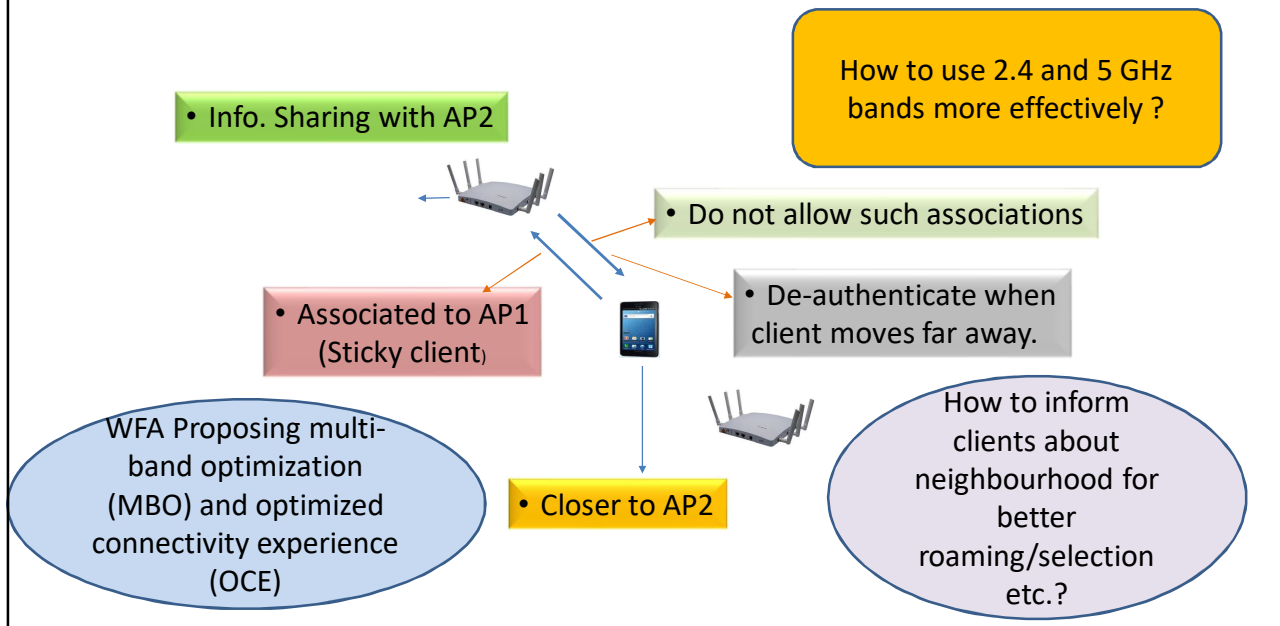 How to use 2.4 and 5 GHz
bands more effectively ?
• Info. Sharing with AP2
• Do not allow such associations
• Associated to AP1
(Sticky client)
• De-authenticate when
client moves far away.
WFA Proposing multi-
band optimization
(MBO) and optimized
connectivity experience
(OCE)
• Closer to AP2
How to inform
clients about
neighbourhood for
better
roaming/selection
etc.?